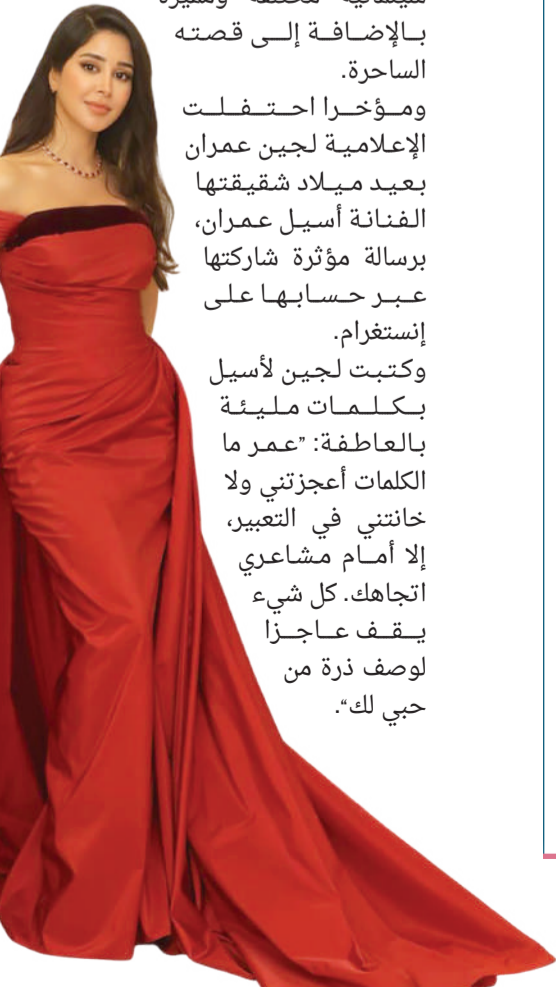 بالإضافة إلى قصته
الساحرة.
ومؤخرا احتفلت
الإعلامية لجين عمران
بعيد ميلاد شقيقتها
الفنانة أسيل عمران،
برسالة مؤثرة شاركتها
عبر حسابها على
إنستغرام.
وكتبت لجين لأسيل
بكلمات مليئة
بالعاطفة: ”عمر ما
الكلمات أعجزتني ولا
خانتني في التعبير،
إلا أمام مشاعري
اتجاهك. كل شيء
يقف عاجزا
لوصف ذرة من
حبي لك“.